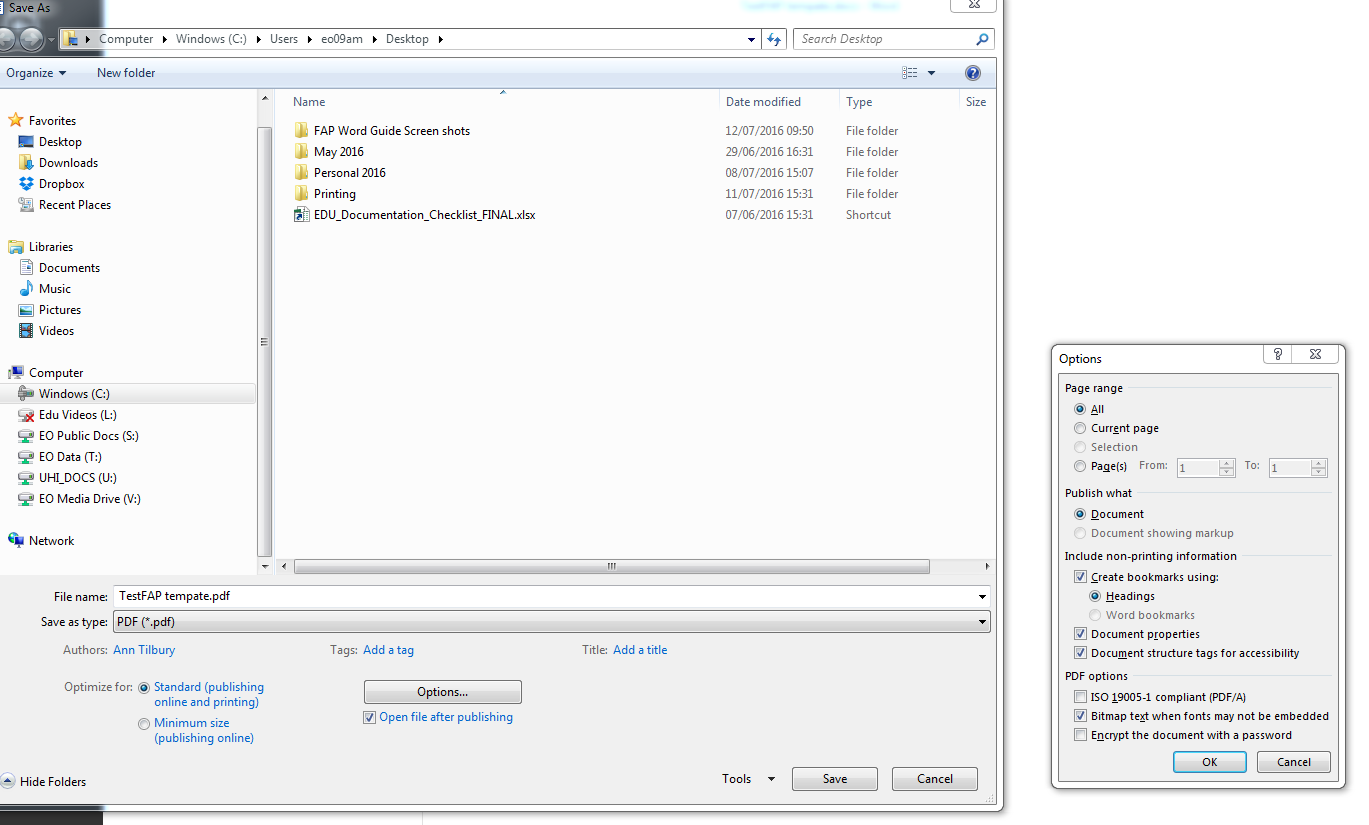 Save As
Computer Windows (C:) Users eo09am Desktop Search Desktop
Organize New folder
Name Date modified Type Size
Favorites
Desktop
Downloads
Dropbox
Recent Places
Libraries
Documents
Music
Pictures
Videos
Computer
Windows (C:)
Edu Videos (L:)
EO Public Docs (S:)
EO Data (T:)
UHI_DOCS (U:)
EO Media Drive (V:)
Network
FAP Word Guide Screen shots 12/07/2016 09:50 File folder
May 2016 29/06/2016 16:31 File folder
Personal 2016 08/07/2016 15:07 File folder
Printing 11/07/2016 15:31 File folder
EDU_Documentation_Checklist_FINAL.xlsx 07/06/2016 15:31 Shortcut
File name: TestFAP tempate.pdf
Save as type: PDF (*.pdf)
Authors: Ann Tilbury Tags: Add a tag Title: Add a title
Optimize for: Standard (publishing
online and printing)
Minimum size
(publishing online)
Options...
Open file after publishing
Hide Folders Tools Save Cancel
Options ?
Page range
All
Current page
Selection
Page(s) From: 1 To: 1
Publish what
Document
Document showing markup
Include non-printing information
Create bookmarks using:
Headings
Word bookmarks
Document properties
Document structure tags for accessibility
PDF options
ISO 19005-1 compliant (PDF/A)
Bitmap text when fonts may not be embedded
Encrypt the document with a password
OK Cancel